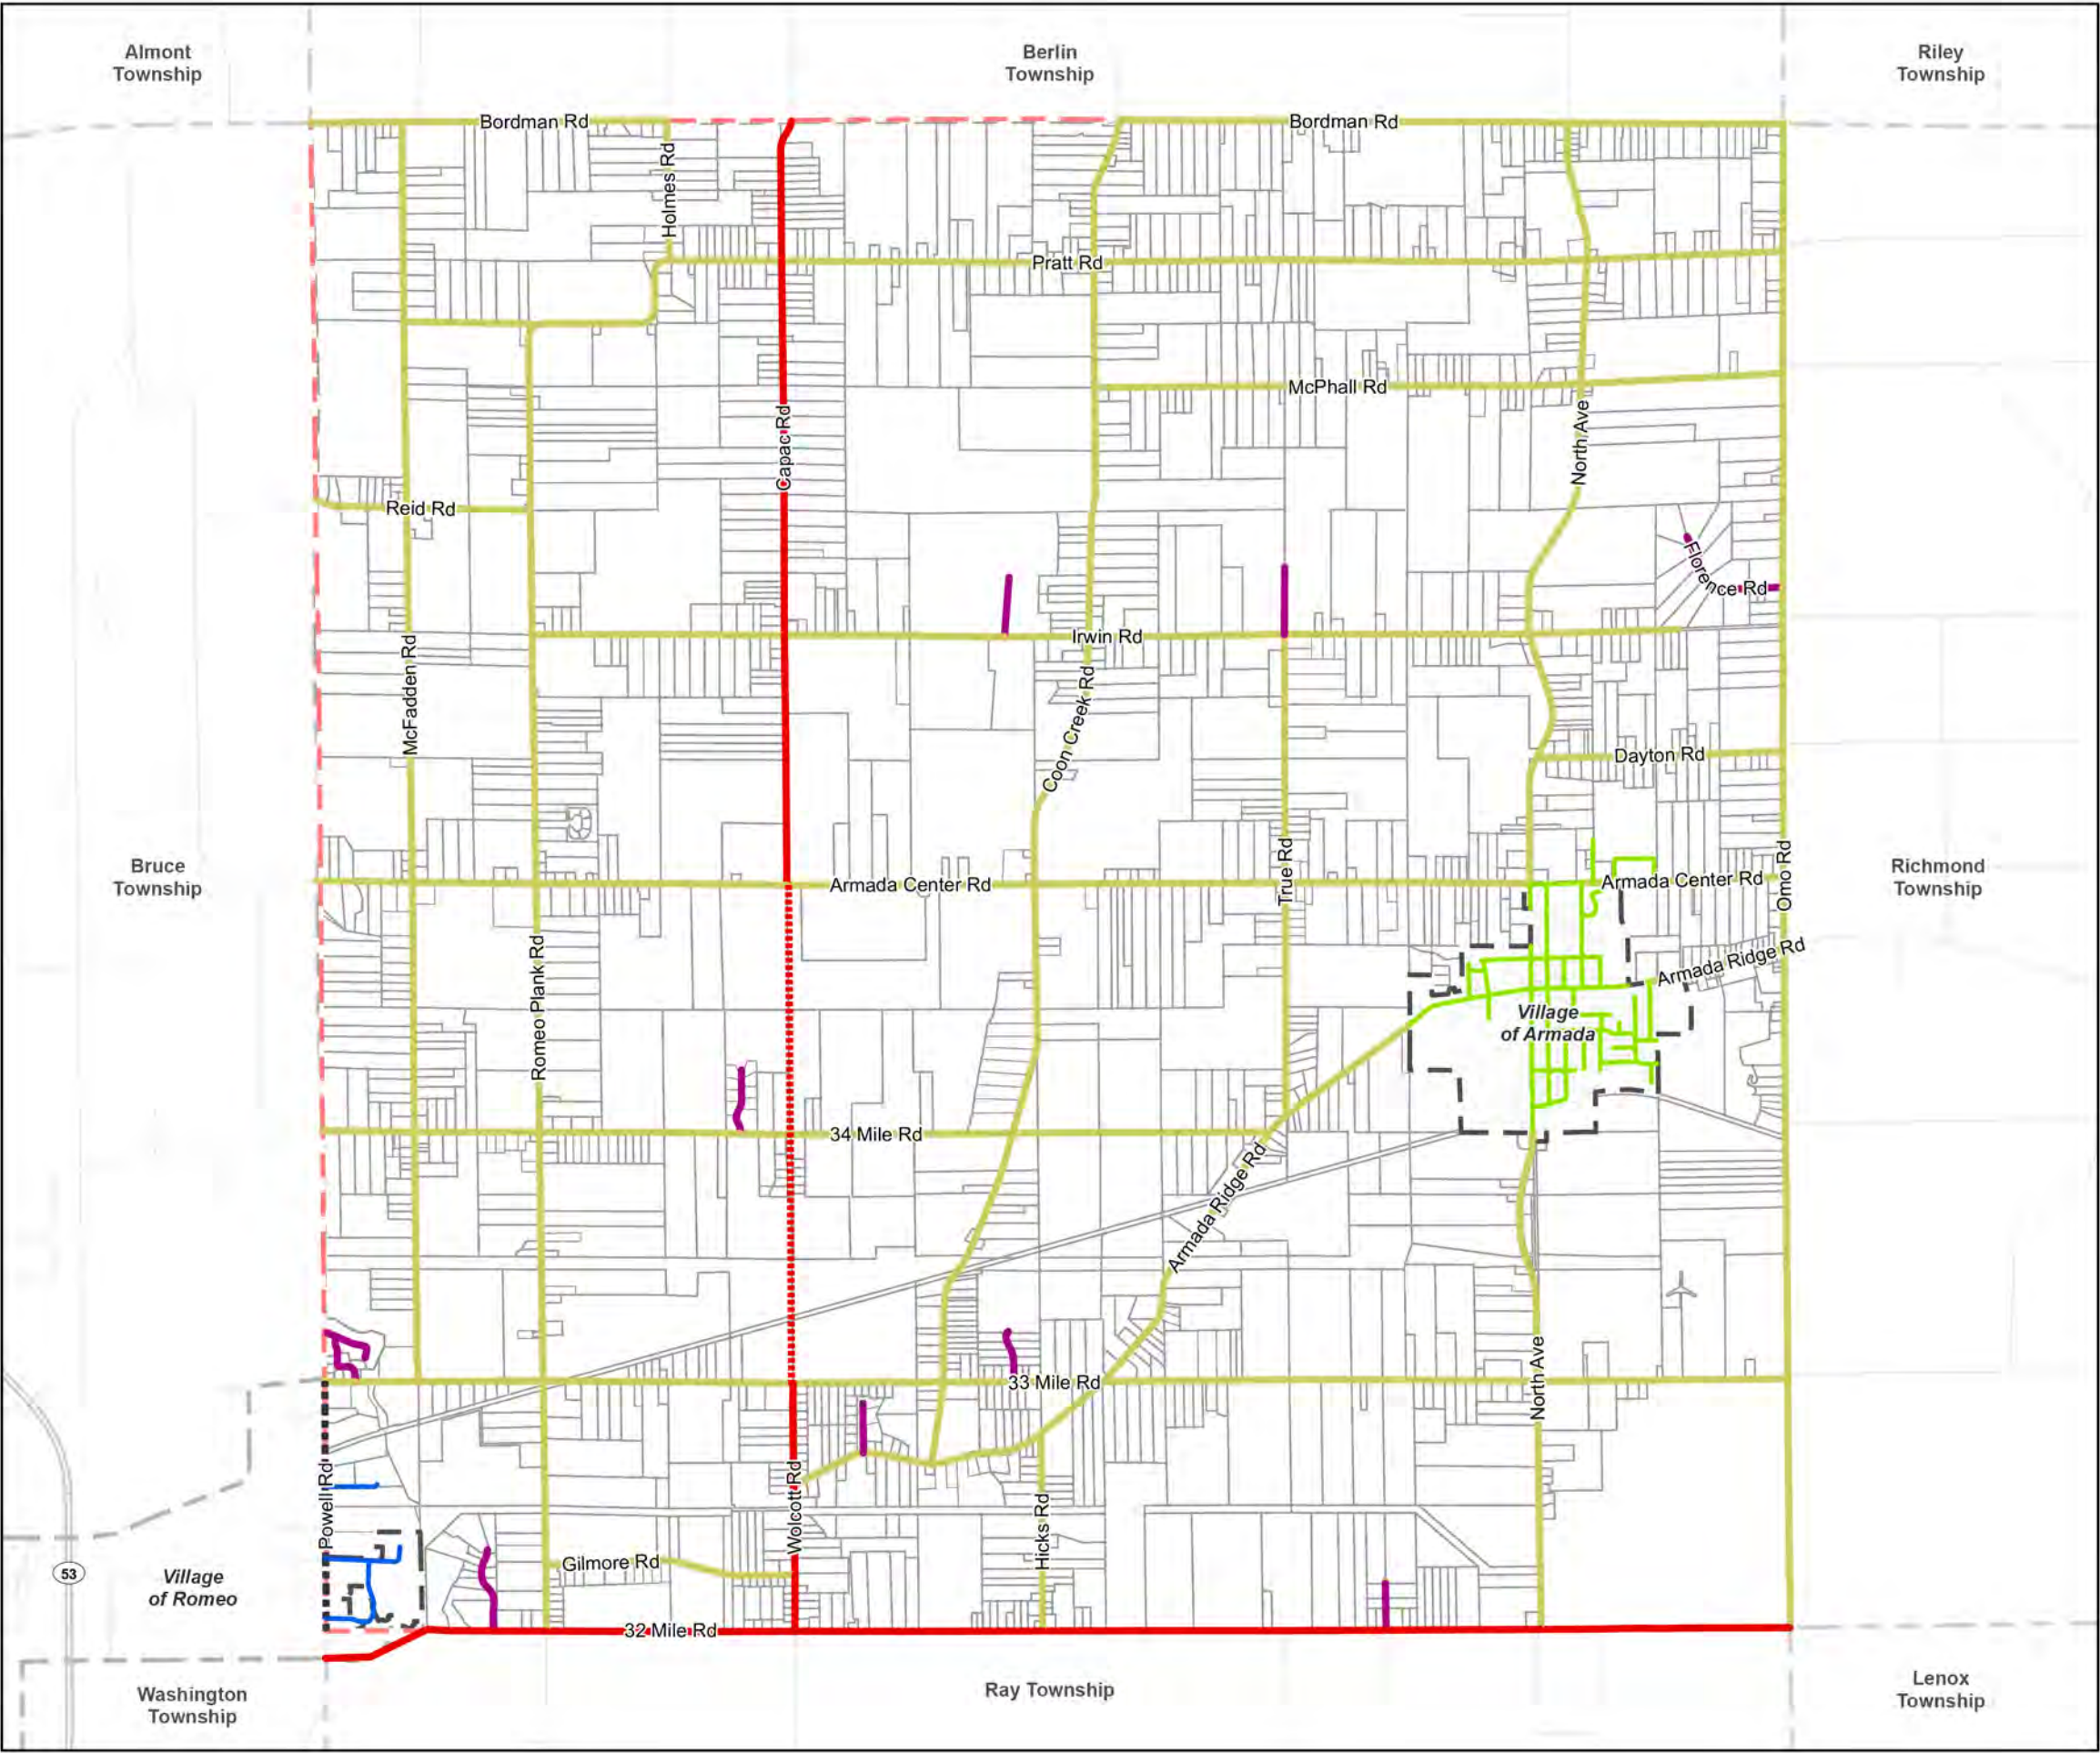 Almont
Township
Berlin
Township
Riley
Township
Bordman Rd
Bordman Rd
Holmes Rd
Pratt Rd
McPhall Rd
Capac Rd
North Ave
Reid Rd
Florence Rd
Irwin Rd
McFadden Rd
Coon Creek Rd
Dayton Rd
True Rd
Omo Rd
Bruce
Township
Armada Center Rd
Armada Center Rd
Richmond
Township
Romeo Plank Rd
Armada Ridge Rd
Village
of Armada
34 Mile Rd
Armada Ridge Rd
33 Mile Rd
North Ave
Powell Rd
Wolcott Rd
Hicks Rd
Gilmore Rd
53
Village
of Romeo
32 Mile Rd
Washington
Township
Ray Township
Lenox
Township